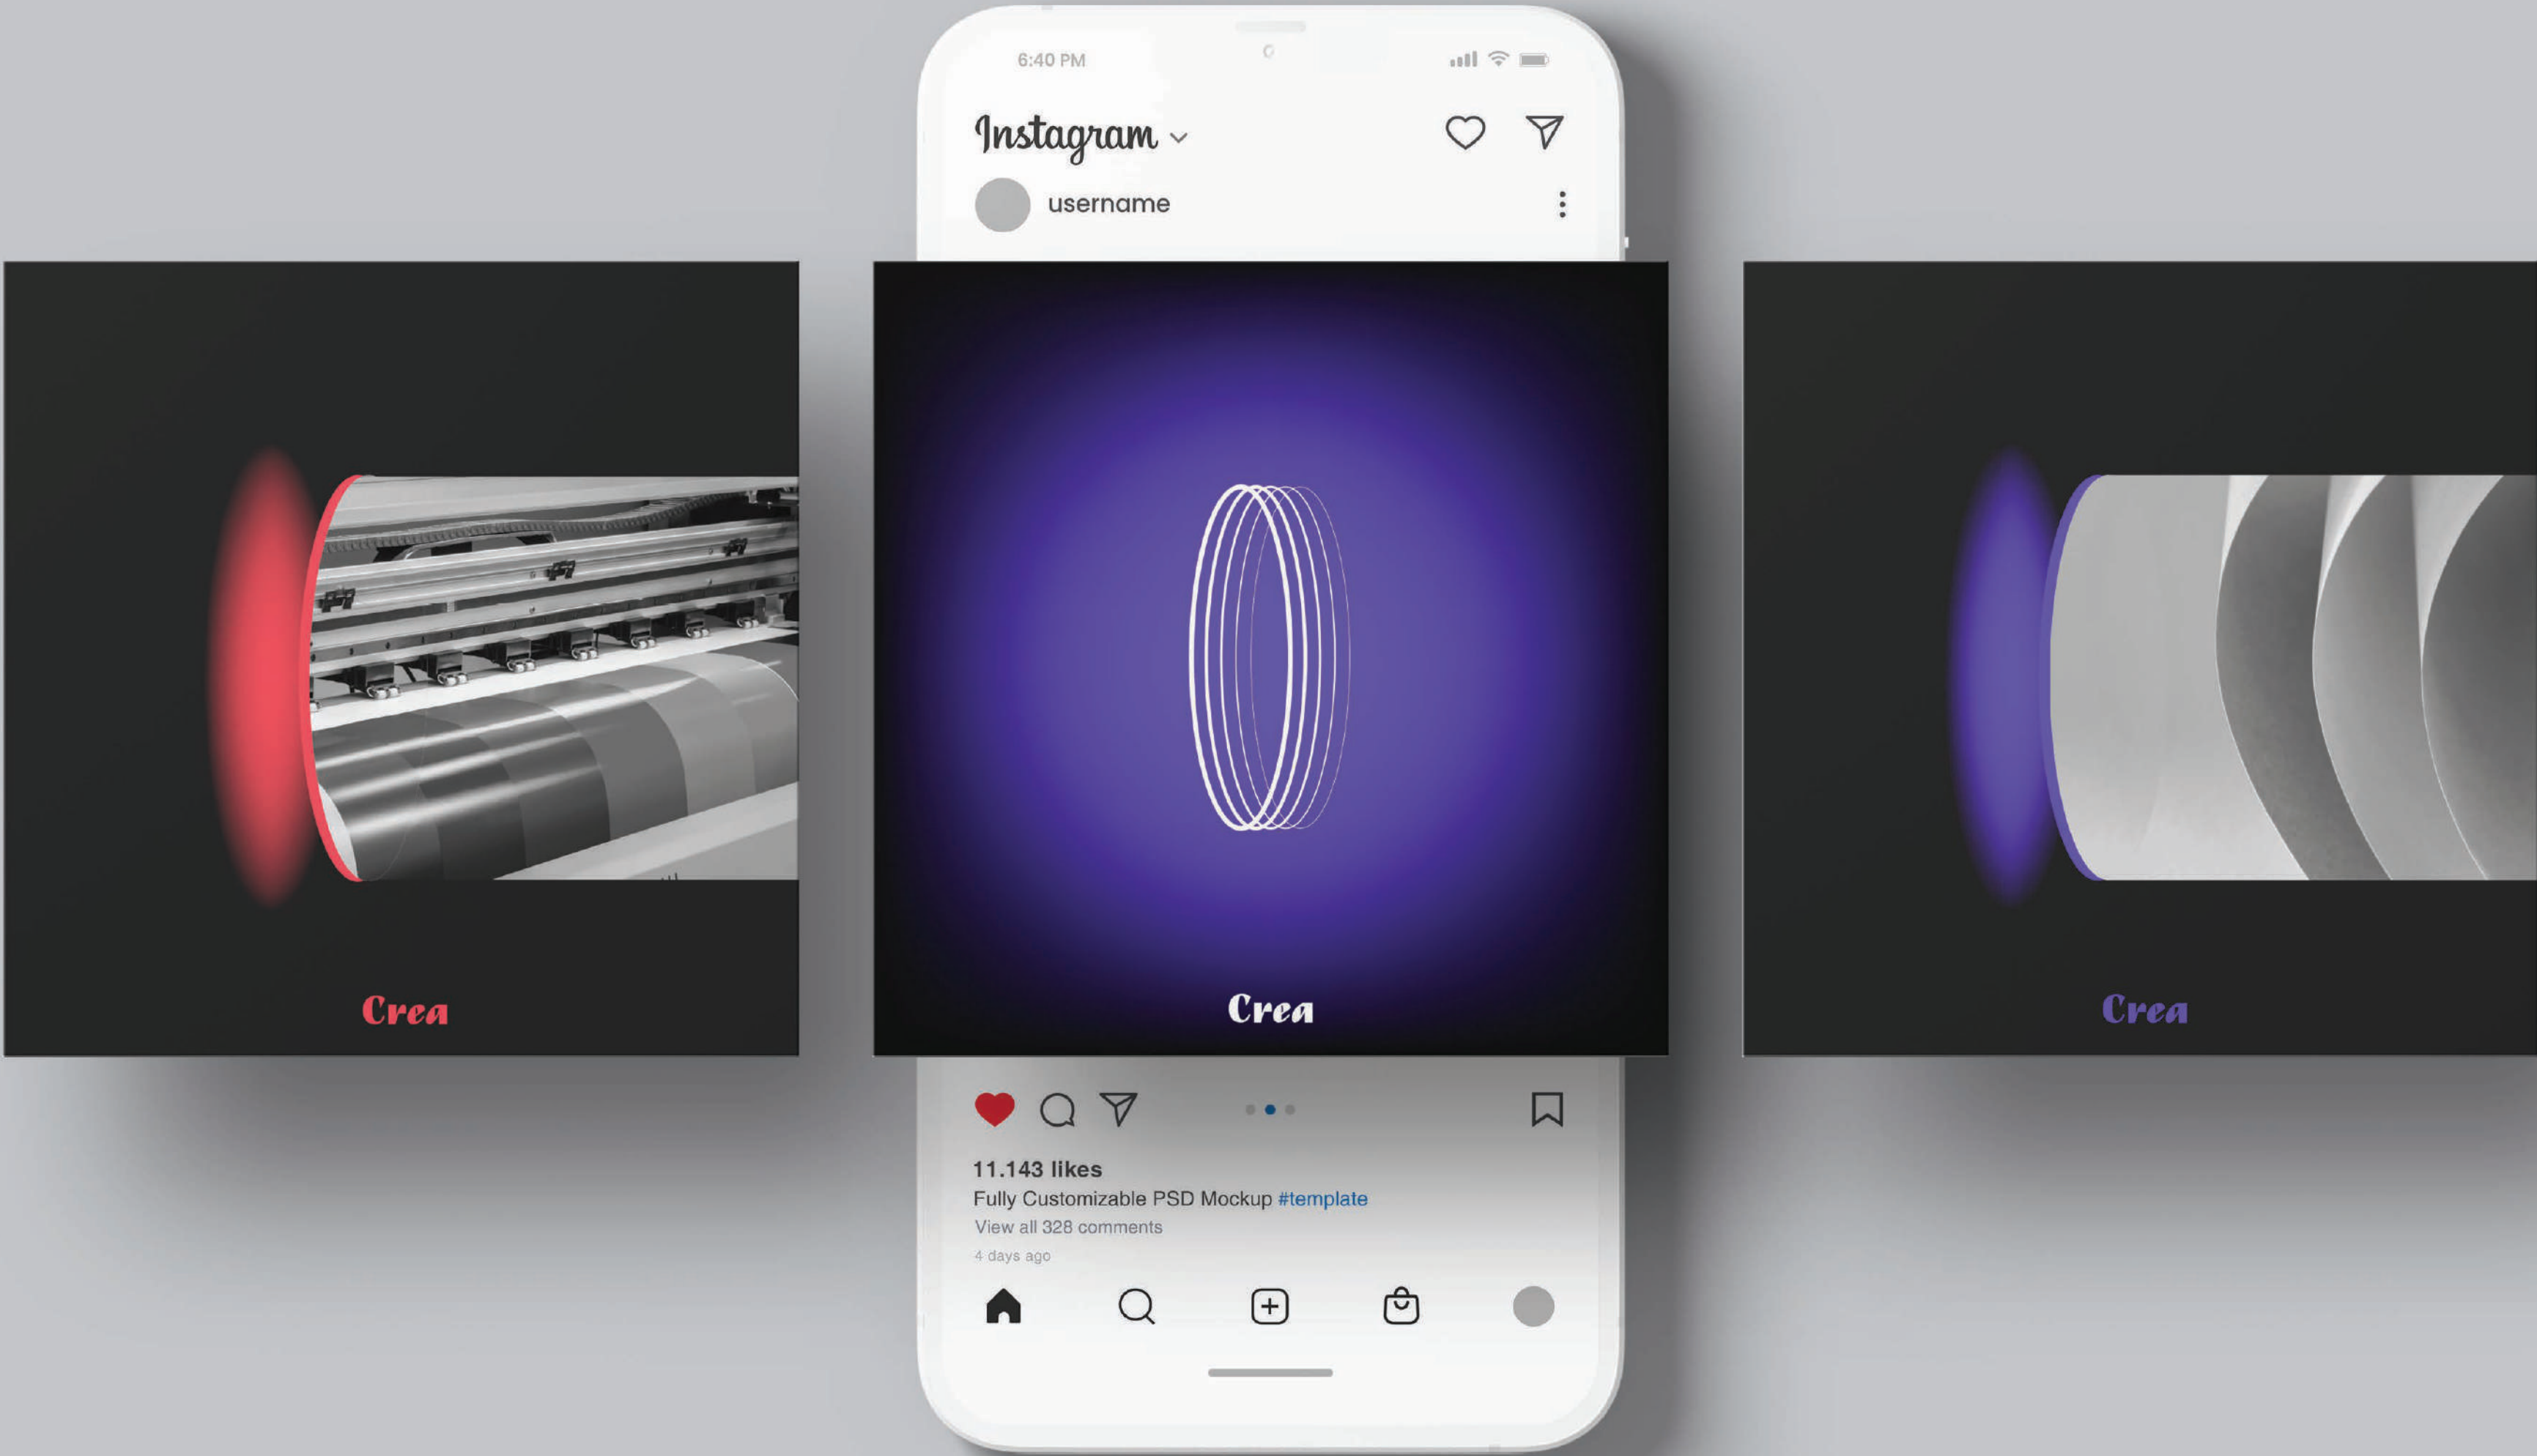 6:40 PM
Instagram
username
Crea
Crea
Crea
11.143 likes
Fully Customizable PSD Mockup #template
View all 328 comments
4 days ago